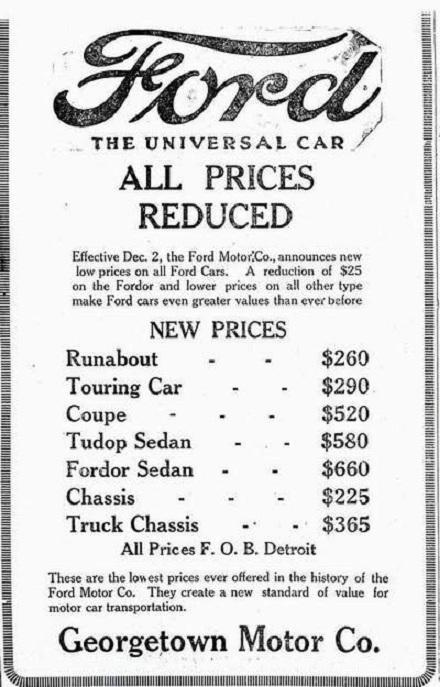 Ford
THE UNIVERSAL CAR
ALL PRICES
REDUCED
Effective Dec. 2, the Ford Motor Co., announces new
low prices on all Ford Cars. A reduction of $25
on the Fordor and lower prices on all other type
make Ford cars even greater values than ever before
NEW PRICES
Runabout - - $260
Touring Car - - $290
Coupe - - - $520
Tudop Sedan - - $580
Fordor Sedan - - $660
Chassis - - - $225
Truck Chassis - - $365
All Prices F. O. B. Detroit
These are the lowest prices ever offered in the history of the
Ford Motor Co. They create a new standard of value for
motor car transportation.
Georgetown Motor Co.